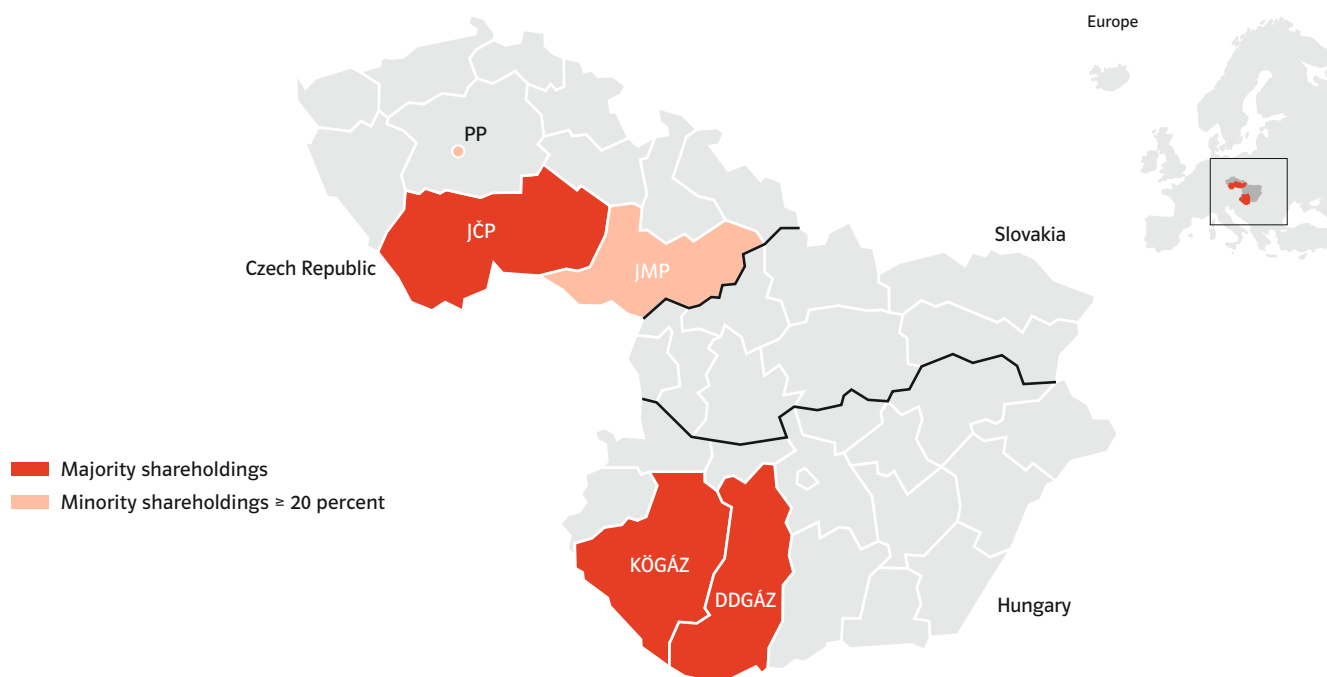 Europe
PP
JČP
Slovakia
Czech Republic
JMP
Majority shareholdings
Minority shareholdings ≥ 20 percent
KÖGÁZ
DDGÁZ
Hungary